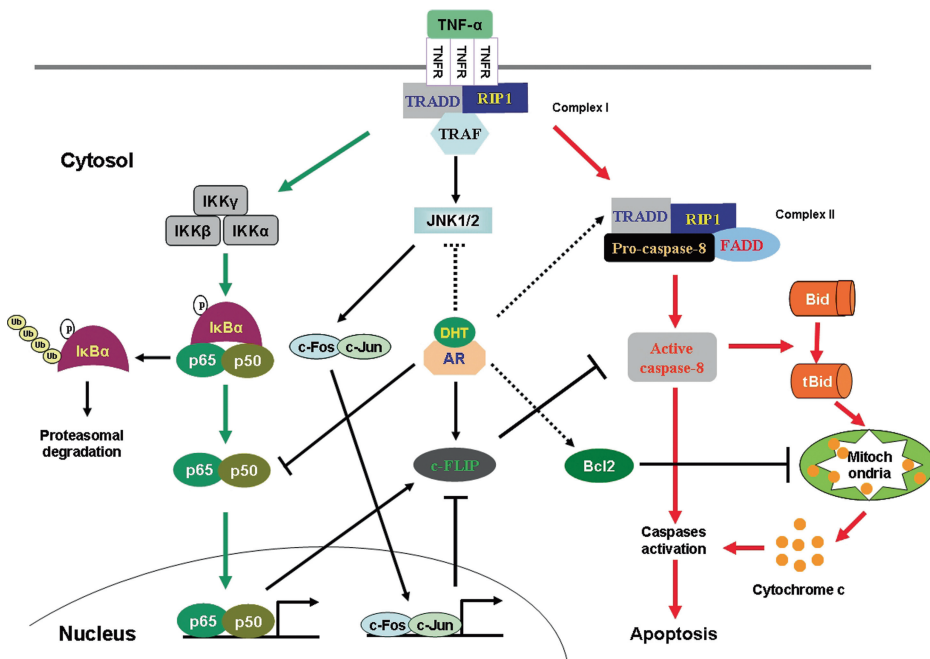 TNF-α
TNFR
TNFR
TNFR
TRADD
RIP1
Complex I
TRAF
Cytosol
IKKγ
IKKβ
IKKα
JNK1/2
TRADD
RIP1
Complex II
Pro-caspase-8
FADD
P
IκBα
p65
p50
Ub
Ub
Ub
Ub
p
IκBα
c-Fos
c-Jun
DHT
AR
Active
caspase-8
Bid
tBid
Proteasomal
degradation
p65
p50
c-FLIP
Bcl2
Mitoch
ondria
Caspases
activation
Cytochrome c
p65
p50
c-Fos
c-Jun
Nucleus
Apoptosis